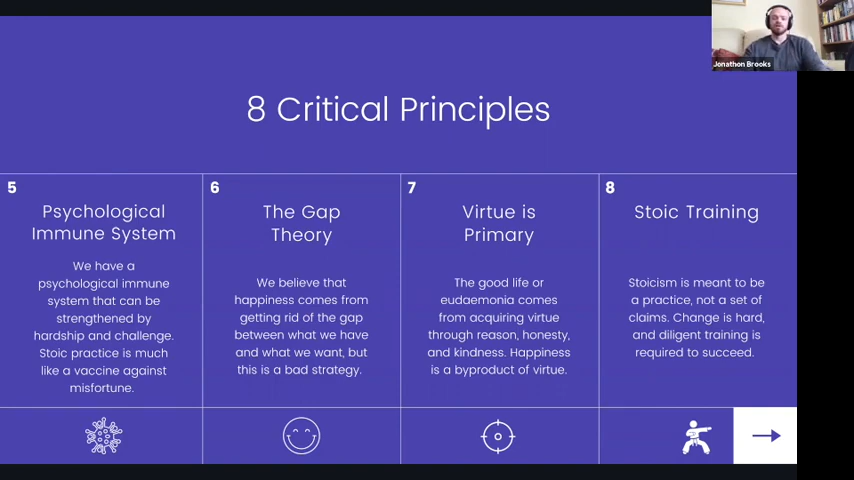 Jonathon Brooks
8 Critical Principles
5
Psychological
Immune System
We have a
psychological immune
system that can be
strengthened by
hardship and challenge.
Stoic practice is much
like a vaccine against
misfortune.
6
The Gap
Theory
We believe that
happiness comes from
getting rid of the gap
between what we have
and what we want, but
this is a bad strategy.
7
Virtue is
Primary
The good life or
eudaemonia comes
from acquiring virtue
through reason, honesty,
and kindness. Happiness
is a byproduct of virtue.
8
Stoic Training
Stoicism is meant to be
a practice, not a set of
claims. Change is hard,
and diligent training is
required to succeed.